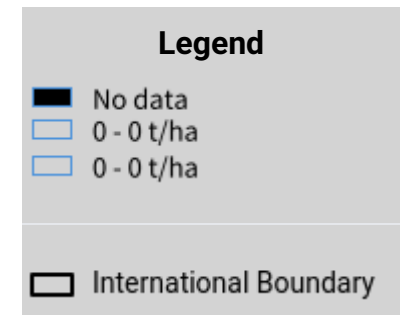 Legend
No data
0 - 0 t/ha
0 - 0 t/ha
International Boundary